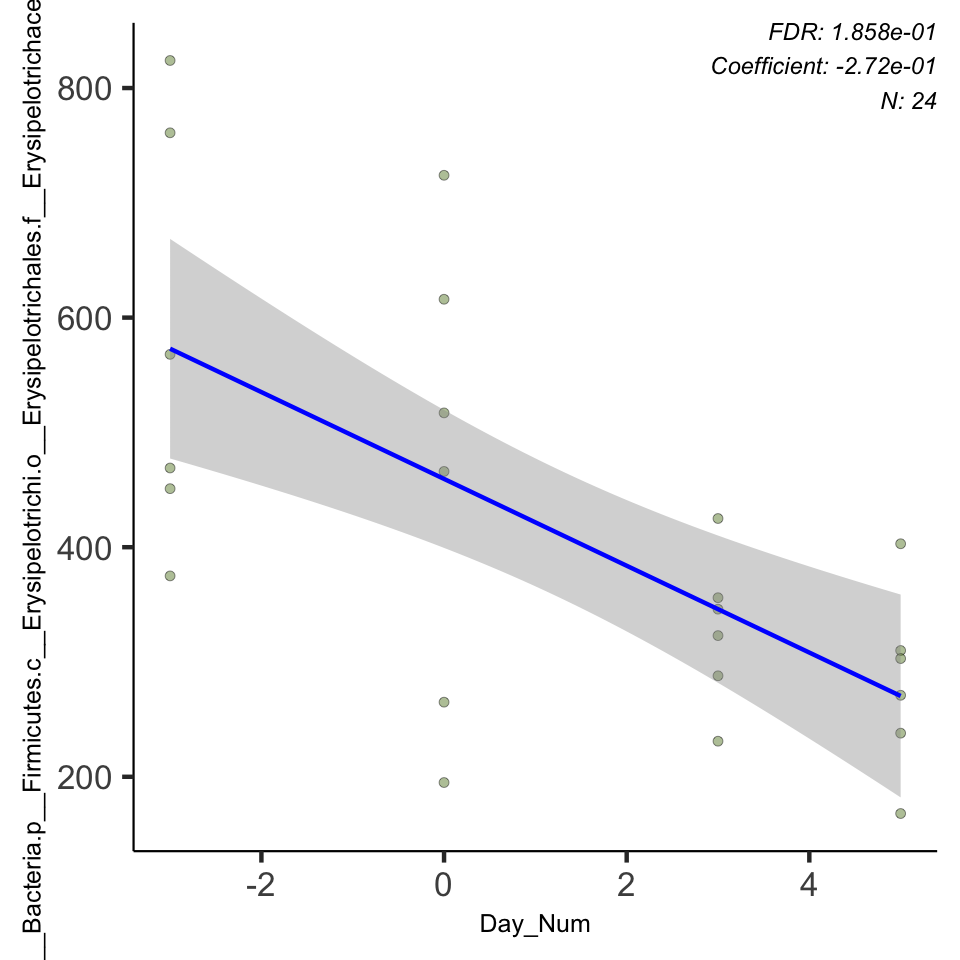 FDR: 1.858e-01
Coefficient: -2.72e-01
N: 24
__Bacteria.p__Firmicutes.c__Erysipelotrichi.o__Erysipelotrichales.f__Erysipelotrichace
800
600
400
200
-2 0 2 4
Day_Num